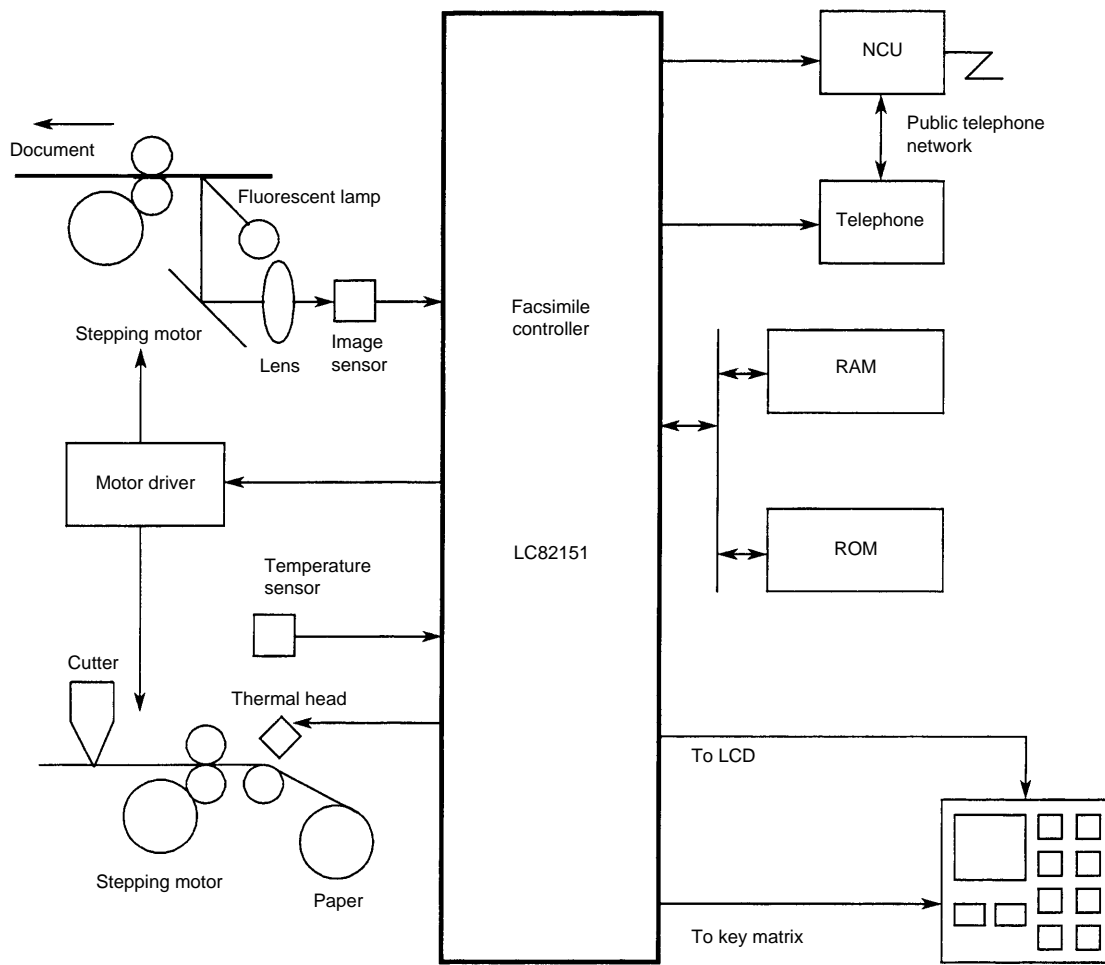 NCU
Public telephone
network
Telephone
Document
Fluorescent lamp
Stepping motor
Lens
Image
sensor
Facsimile
controller
LC82151
RAM
ROM
Motor driver
Temperature
sensor
Cutter
Thermal head
Stepping motor
Paper
To LCD
To key matrix